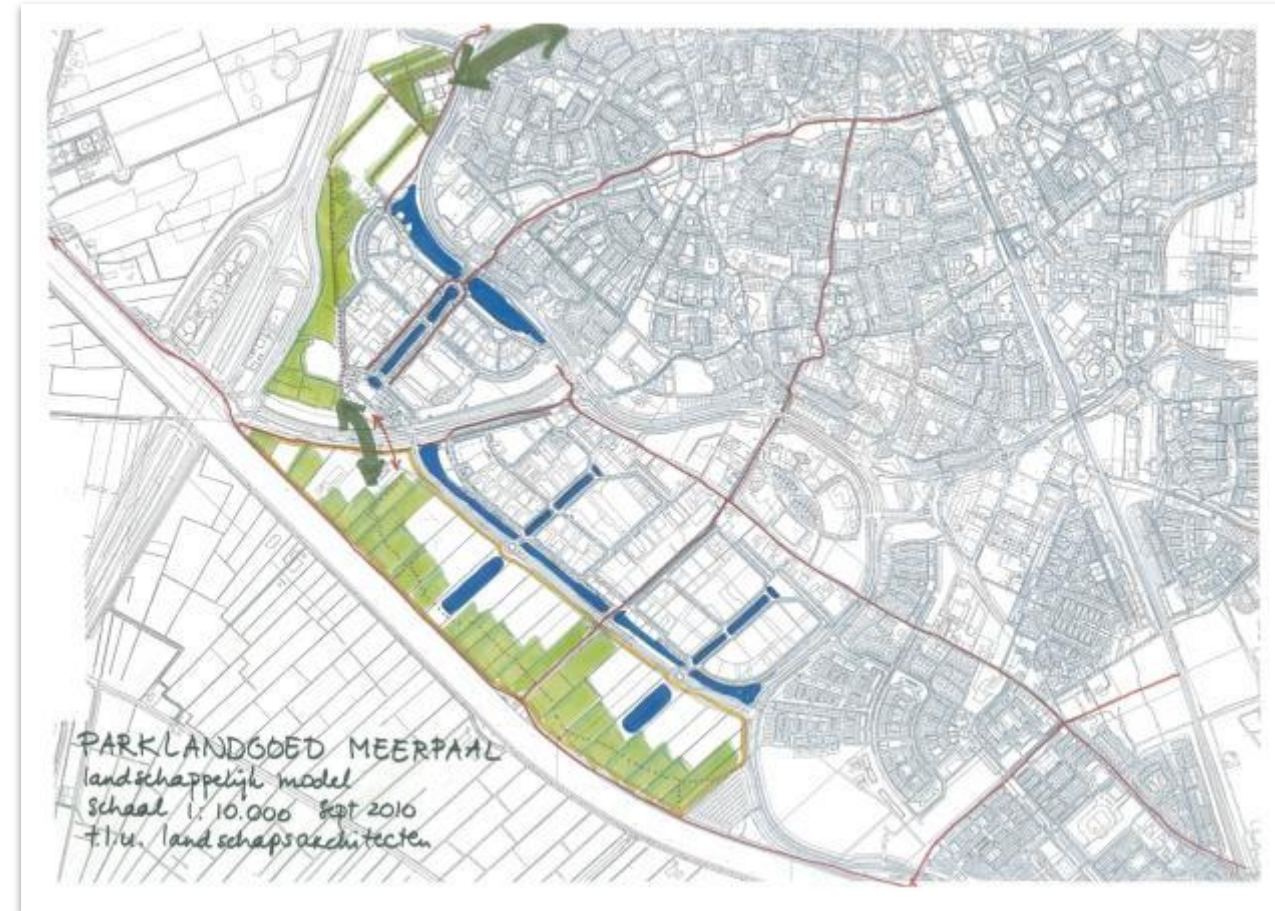 PARKLANDGOED MEERPAAL
landschappelijk model
schaal 1:10.000 sept 2010
t.l.u. landschapsarchitecten